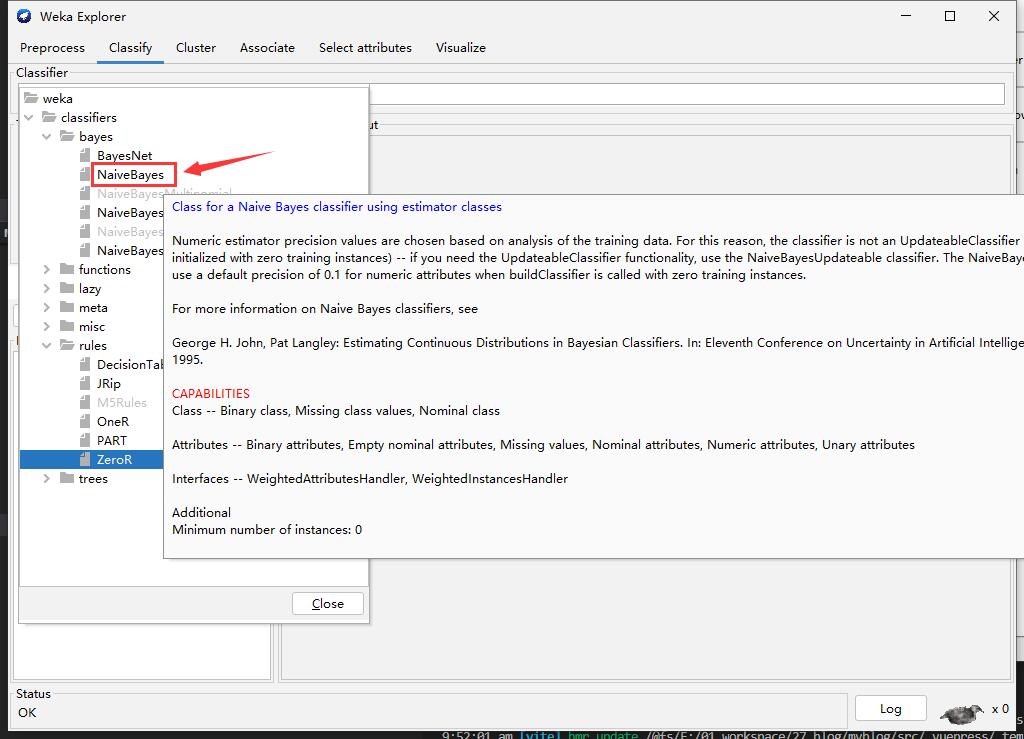 Weka Explorer
Preprocess Classify Cluster Associate Select attributes Visualize
Classifier
weka
classifiers
bayes
BayesNet
NaiveBayes
NaiveBayesMultinomial
NaiveBayes
NaiveBayes
NaiveBayes
functions
lazy
meta
misc
rules
DecisionTab
JRip
M5Rules
OneR
PART
ZeroR
trees
Class for a Naive Bayes classifier using estimator classes
Numeric estimator precision values are chosen based on analysis of the training data. For this reason, the classifier is not an UpdateableClassifier
initialized with zero training instances) -- if you need the UpdateableClassifier functionality, use the NaiveBayesUpdateable classifier. The NaiveBaye
use a default precision of 0.1 for numeric attributes when buildClassifier is called with zero training instances.
For more information on Naive Bayes classifiers, see
George H. John, Pat Langley: Estimating Continuous Distributions in Bayesian Classifiers. In: Eleventh Conference on Uncertainty in Artificial Intellige
1995.
CAPABILITIES
Class -- Binary class, Missing class values, Nominal class
Attributes -- Binary attributes, Empty nominal attributes, Missing values, Nominal attributes, Numeric attributes, Unary attributes
Interfaces -- WeightedAttributesHandler, WeightedInstancesHandler
Additional
Minimum number of instances: 0
Close
Status
OK
Log
x 0
9:52:01 am [vite] hmr update /@fs/E:/01_workspace/27_blog/myblog/src/.vuepress/.tem